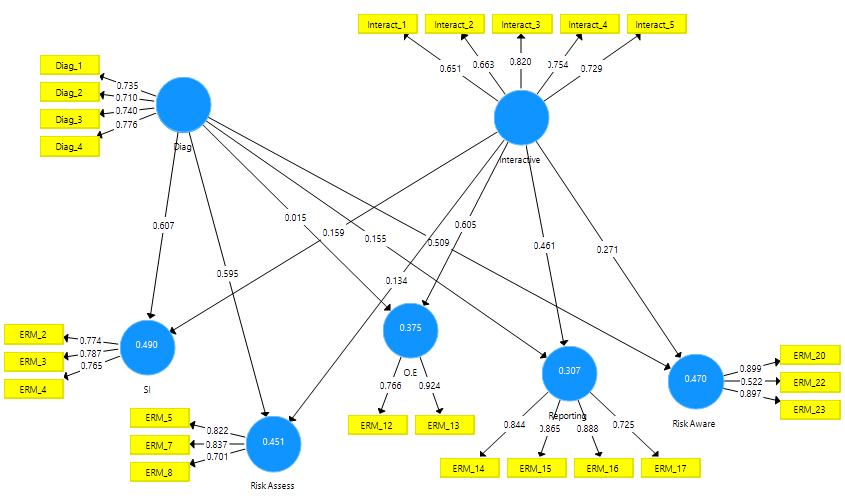 Interact_1
Interact_2
Interact_3
Interact_4
Interact_5
0.651
0.663
0.820
0.754
0.729
Diag_1
Diag_2
Diag_3
Diag_4
0.735
0.710
0.740
0.776
Diag
Interactive
0.607
0.595
0.015
0.159
0.155
0.509
0.134
0.605
0.461
0.271
ERM_2
ERM_3
ERM_4
0.774
0.787
0.765
0.490
SI
ERM_5
ERM_7
ERM_8
0.822
0.837
0.701
0.451
Risk Assess
0.375
O.E
0.766
0.924
ERM_12
ERM_13
0.307
Reporting
0.844
0.865
0.888
0.725
ERM_14
ERM_15
ERM_16
ERM_17
0.470
Risk Aware
0.899
0.522
0.897
ERM_20
ERM_22
ERM_23